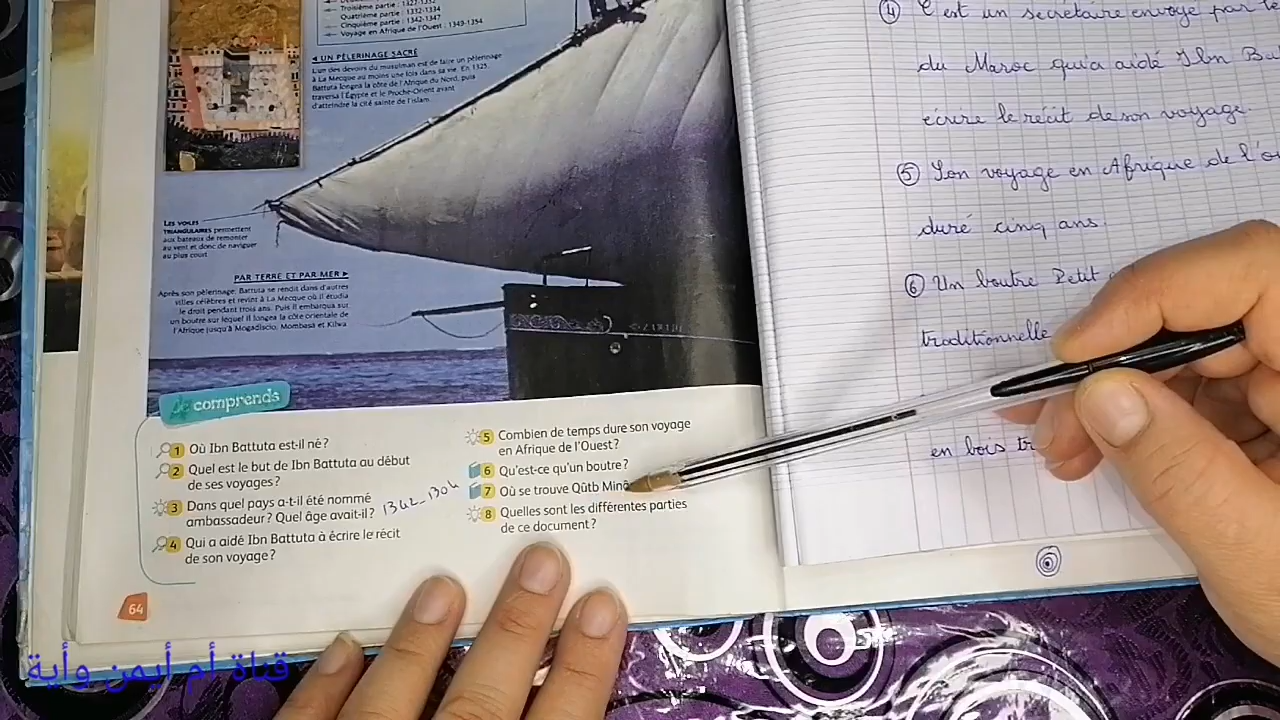 Troisième partie : 1327-1332
Quatrième partie : 1332-1334
Cinquième partie : 1342-1347
Voyage en Afrique de l'Ouest : 1349-1354
UN PÈLERINAGE SACRÉ
L'un des devoirs du musulman est de faire un pèlerinage
à La Mecque au moins une fois dans sa vie. En 1325,
Battuta longea la côte de l'Afrique du Nord, puis
traversa l'Égypte et le Proche-Orient avant
d'atteindre la cité sainte de l'islam.
LES VOILES
TRIANGULAIRES permettent
aux bateaux de remonter
au vent et donc de naviguer
au plus court
PAR TERRE ET PAR MER
Après son pèlerinage, Battuta se rendit dans d'autres
villes célèbres et revint à La Mecque où il étudia
le droit pendant trois ans. Puis il embarqua sur
un boutre sur lequel il longea la côte orientale de
l'Afrique jusqu'à Mogadiscio, Mombasa et Kilwa
Je comprends
1 Où Ibn Battuta est-il né ?
2 Quel est le but de Ibn Battuta au début
de ses voyages ?
3 Dans quel pays a-t-il été nommé
ambassadeur ? Quel âge avait-il ? 1342_1304
4 Qui a aidé Ibn Battuta à écrire le récit
de son voyage ?
5 Combien de temps dure son voyage
en Afrique de l'Ouest ?
6 Qu'est-ce qu'un boutre ?
7 Où se trouve Qûtb Minâ
8 Quelles sont les différentes parties
de ce document ?
64
④ C'est un secrétaire envoyé par le
du Maroc qui a aidé Ibn Ba
écrire le récit de son voyage.
⑤ Son voyage en Afrique de l'o
duré cinq ans.
⑥ Un boutre Petit
traditionnelle
en bois tr
قناة أم أيمن وأية